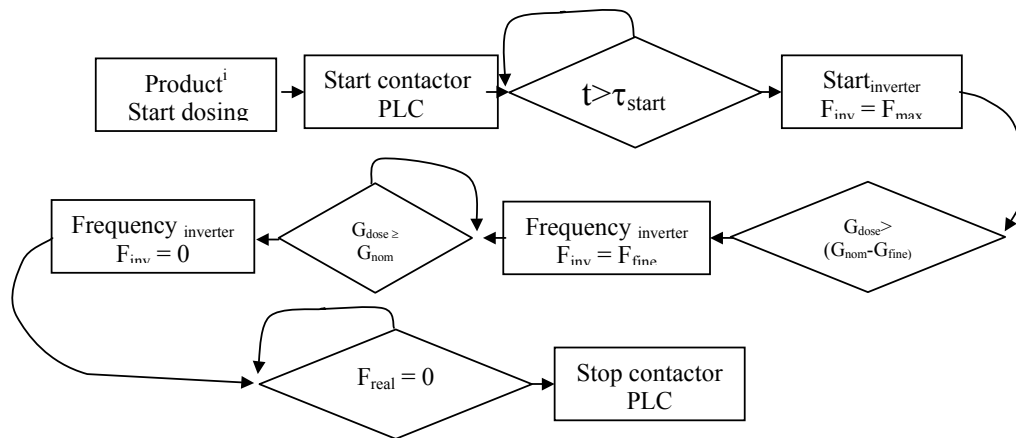 Productⁱ
Start dosing
Start contactor
PLC
t>τstart
Startinverter
Finv = Fmax
Gdose>
(Gnom-Gfine)
Frequency inverter
Finv = Ffine
Gdose ≥
Gnom
Frequency inverter
Finv = 0
Freal = 0
Stop contactor
PLC